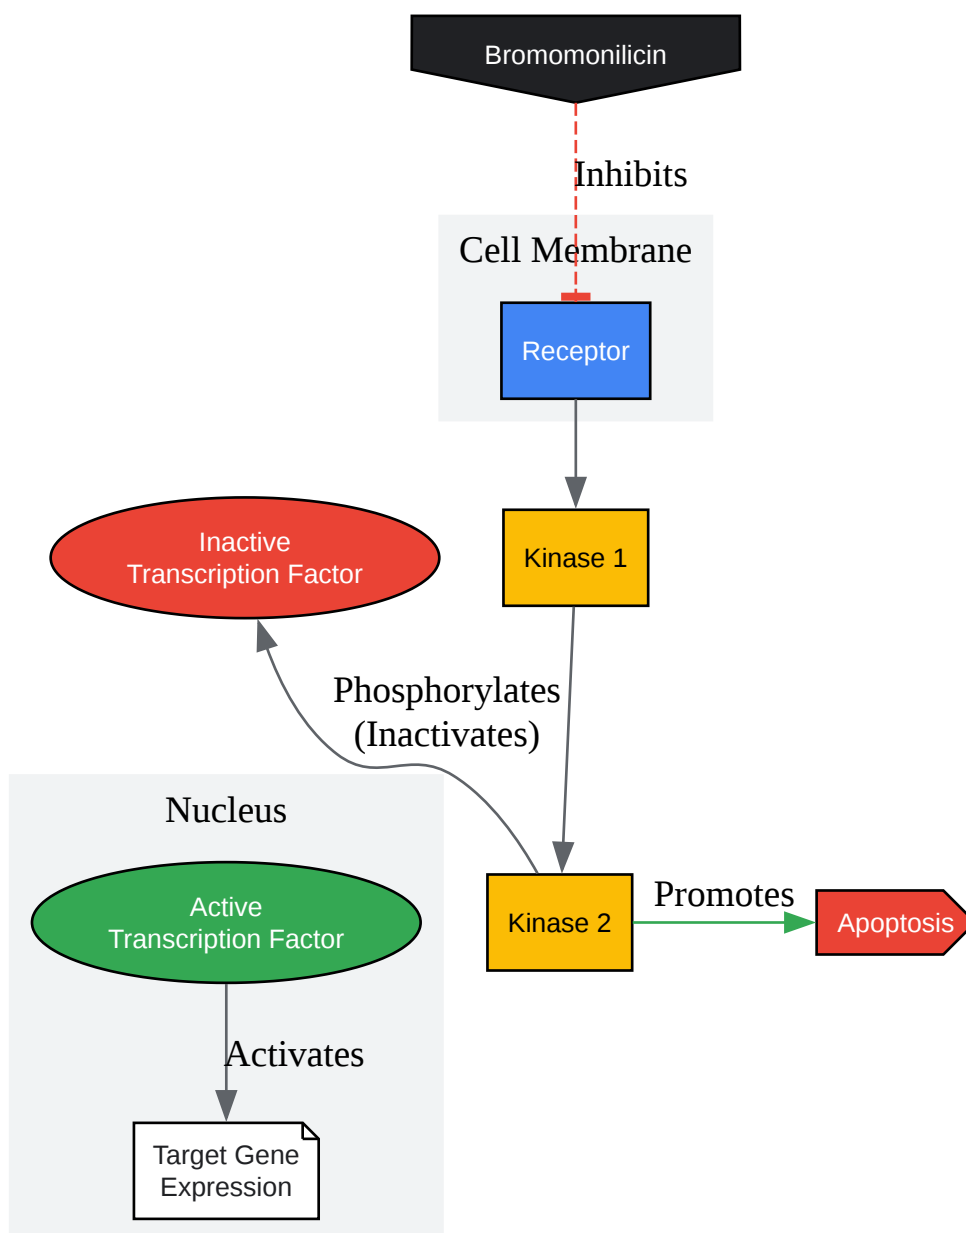 Bromomonilicin
Inhibits
Cell Membrane
Receptor
Inactive
Transcription Factor
Kinase 1
Phosphorylates
(Inactivates)
Nucleus
Active
Transcription Factor
Kinase 2
Promotes
Apoptosis
Activates
Target Gene
Expression